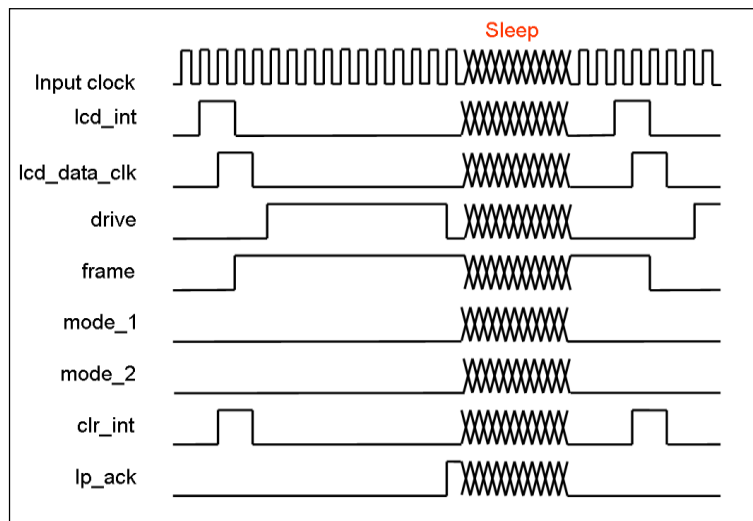 Sleep
Input clock
lcd_int
lcd_data_clk
drive
frame
mode_1
mode_2
clr_int
lp_ack